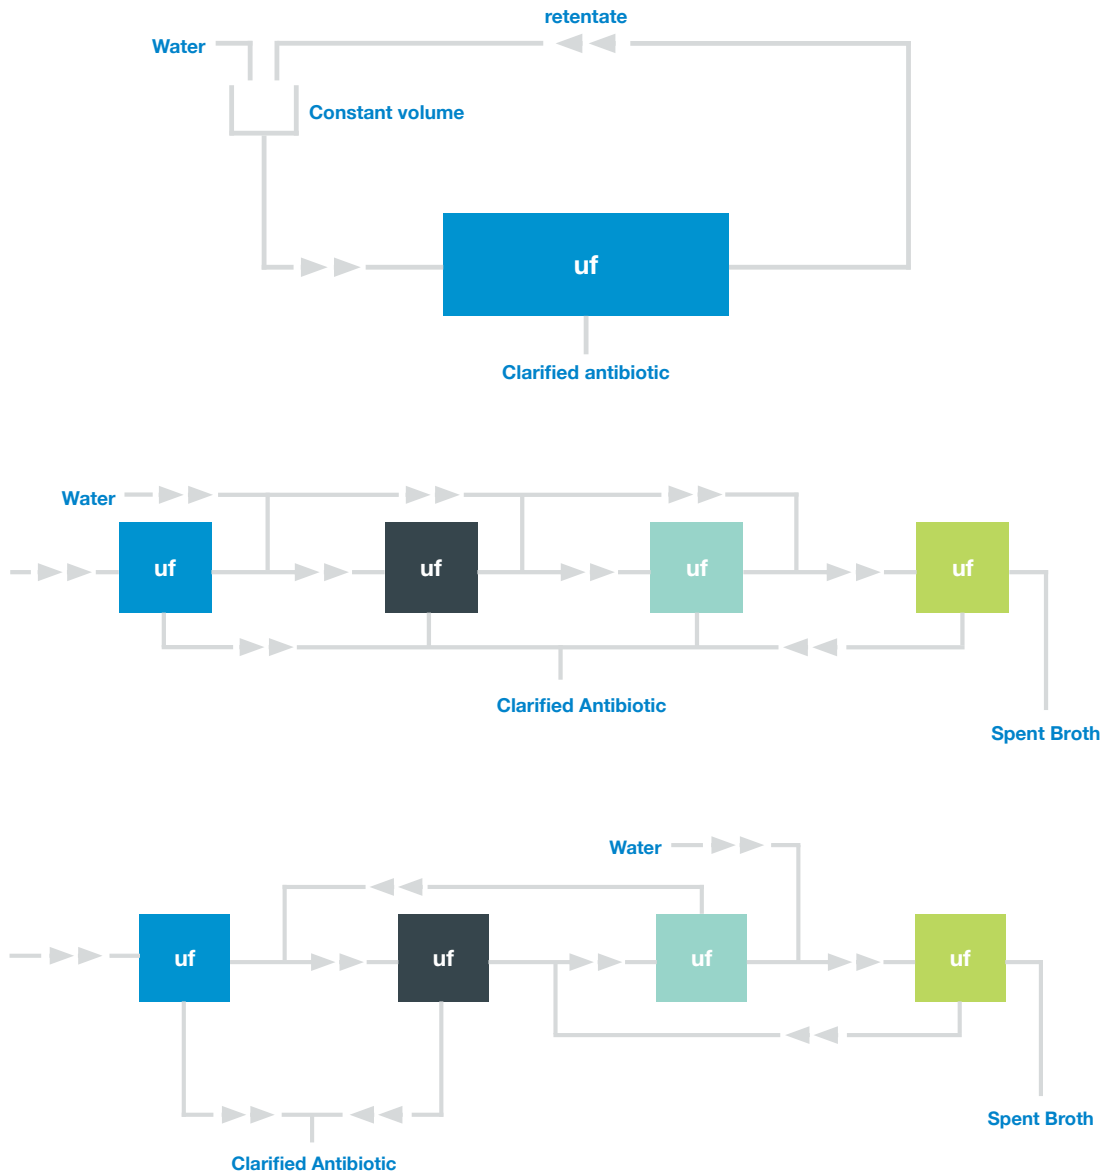 retentate
Water
Constant volume
uf
Clarified antibiotic
Water
uf
uf
uf
uf
Clarified Antibiotic
Spent Broth
Water
uf
uf
uf
uf
Spent Broth
Clarified Antibiotic